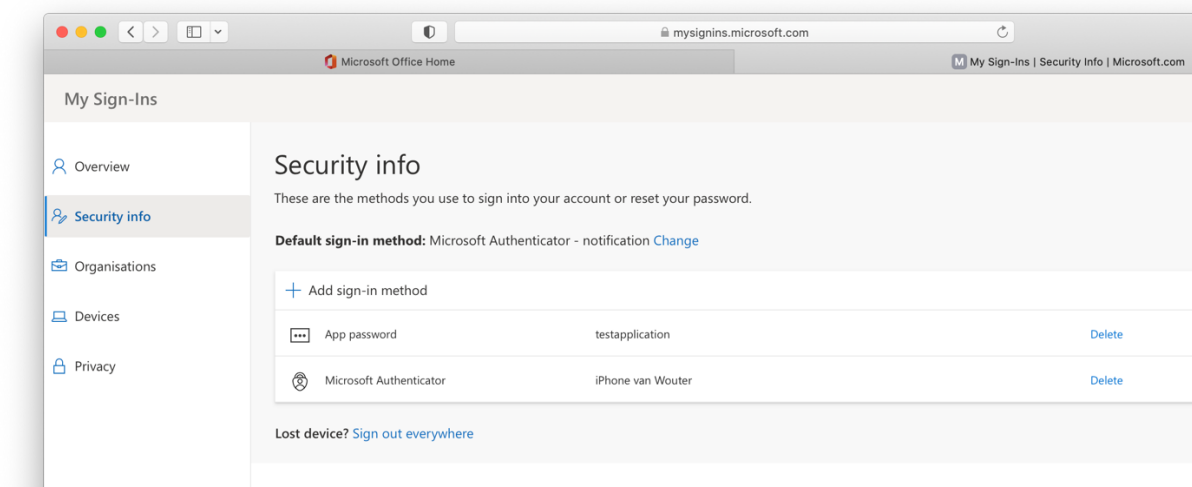 mysignins.microsoft.com
Microsoft Office Home
M My Sign-Ins | Security Info | Microsoft.com
My Sign-Ins
Overview
Security info
Organisations
Devices
Privacy
Security info
These are the methods you use to sign into your account or reset your password.
Default sign-in method: Microsoft Authenticator - notification Change
Add sign-in method
App password testapplication Delete
Microsoft Authenticator iPhone van Wouter Delete
Lost device? Sign out everywhere